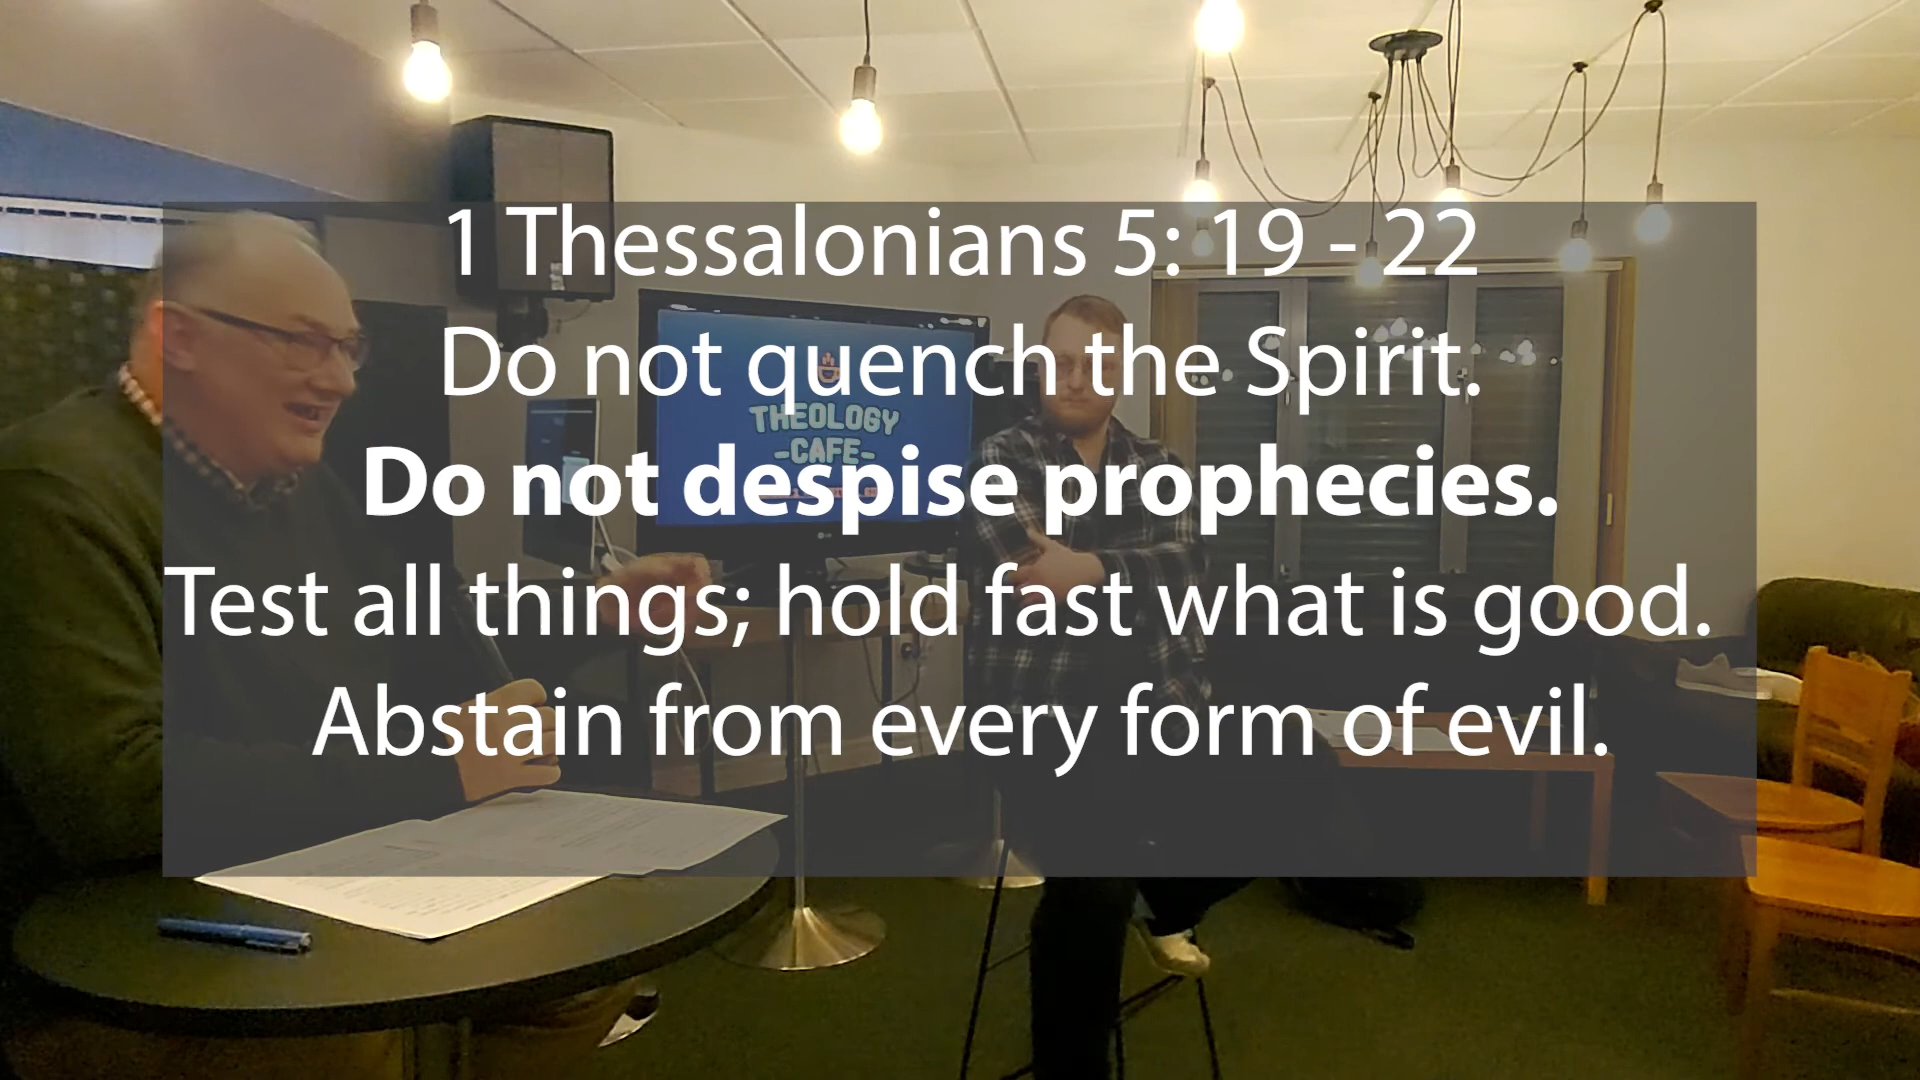 1 Thessalonians 5: 19 - 22
Do not quench the Spirit.
Do not despise prophecies.
Test all things; hold fast what is good.
Abstain from every form of evil.
THEOLOGY
-CAFE-